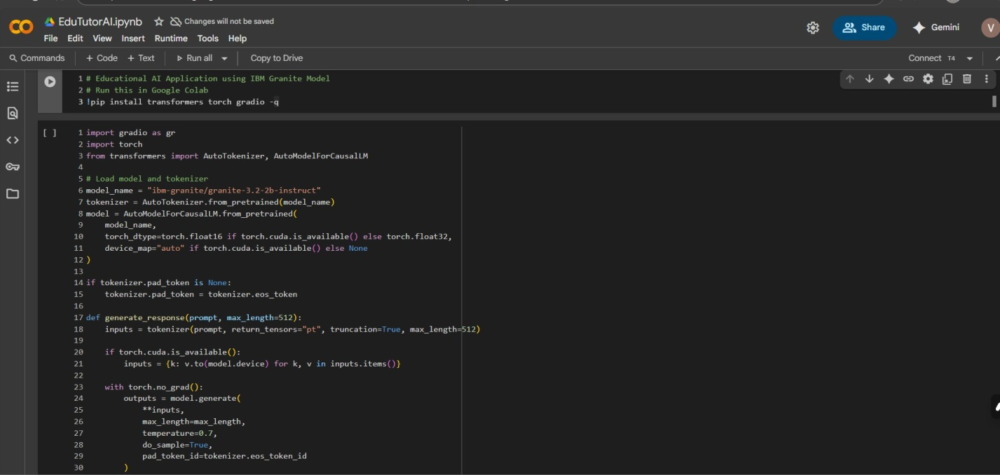 EduTutorAI.ipynb Changes will not be saved
File Edit View Insert Runtime Tools Help
Share Gemini V
Commands + Code + Text Run all Copy to Drive
Connect T4
1 # Educational AI Application using IBM Granite Model
2 # Run this in Google Colab
3 !pip install transformers torch gradio -q
[ ]
1 import gradio as gr
2 import torch
3 from transformers import AutoTokenizer, AutoModelForCausalLM
4
5 # Load model and tokenizer
6 model_name = "ibm-granite/granite-3.2-2b-instruct"
7 tokenizer = AutoTokenizer.from_pretrained(model_name)
8 model = AutoModelForCausalLM.from_pretrained(
9     model_name,
10     torch_dtype=torch.float16 if torch.cuda.is_available() else torch.float32,
11     device_map="auto" if torch.cuda.is_available() else None
12 )
13
14 if tokenizer.pad_token is None:
15     tokenizer.pad_token = tokenizer.eos_token
16
17 def generate_response(prompt, max_length=512):
18     inputs = tokenizer(prompt, return_tensors="pt", truncation=True, max_length=512)
19
20     if torch.cuda.is_available():
21         inputs = {k: v.to(model.device) for k, v in inputs.items()}
22
23     with torch.no_grad():
24         outputs = model.generate(
25             **inputs,
26             max_length=max_length,
27             temperature=0.7,
28             do_sample=True,
29             pad_token_id=tokenizer.eos_token_id
30         )